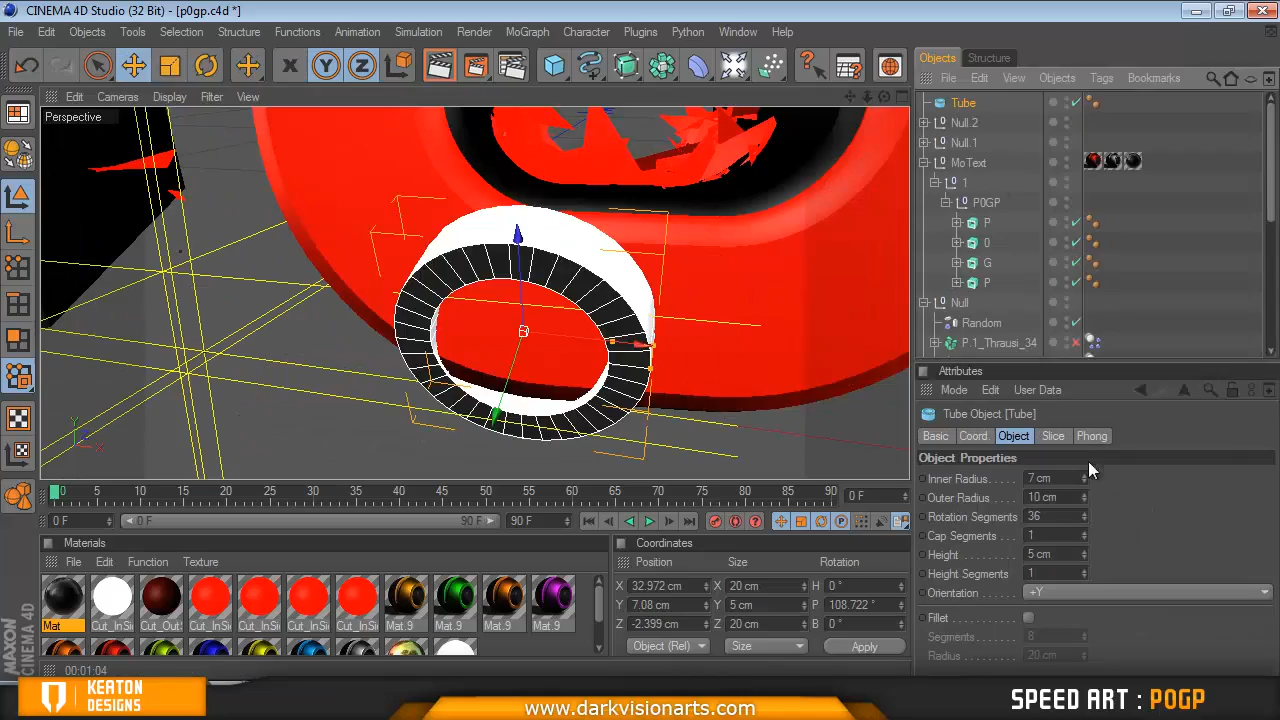 CINEMA 4D Studio (32 Bit) - [p0gp.c4d *]
File Edit Objects Tools Selection Structure Functions Animation Simulation Render MoGraph Character Plugins Python Window Help
Edit Cameras Display Filter View
Perspective
0 5 10 15 20 25 30 35 40 45 50 55 60 65 70 75 80 85 90 0 F
0 F 0 F 90 F 90 F
Materials
File Edit Function Texture
Mat Cut_InSi Cut_Out Cut_InSi Cut_InSi Cut_InSi Cut_InSi Mat.9 Mat.9 Mat.9 Mat.9
Coordinates
Position Size Rotation
X 32.972 cm X 20 cm H 0 °
Y 7.08 cm Y 5 cm P 108.722 °
Z -2.399 cm Z 20 cm B 0 °
Object (Rel) Size Apply
00:01:04
MAXON
CINEMA 4D
Objects Structure
File Edit View Objects Tags Bookmarks
Tube
Null.2
Null.1
MoText
1
P0GP
P
0
G
P
Null
Random
P.1_Thrausi_34
Attributes
Mode Edit User Data
Tube Object [Tube]
Basic Coord. Object Slice Phong
Object Properties
Inner Radius. . . . . 7 cm
Outer Radius . . . . 10 cm
Rotation Segments 36
Cap Segments . . . 1
Height . . . . . . . . . 5 cm
Height Segments 1
Orientation . . . . . . +Y
Fillet
Segments . . . . . . 8
Radius . . . . . . . . 20 cm
KEATON
DESIGNS
www.darkvisionarts.com
SPEED ART : P0GP